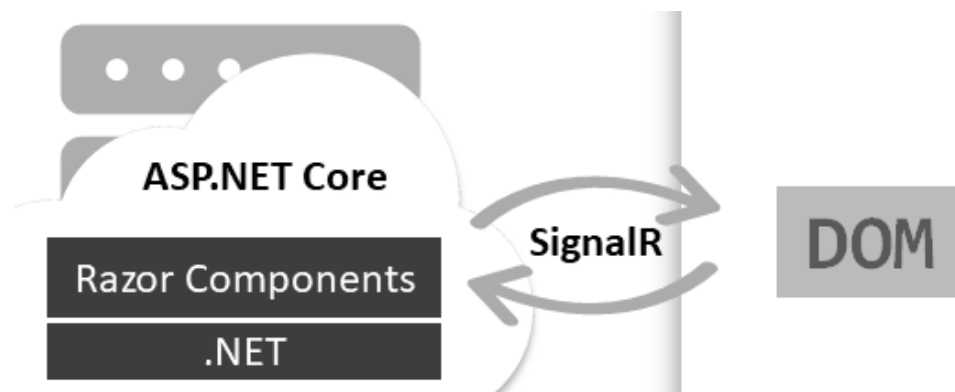 ASP.NET Core
Razor Components
.NET
SignalR
DOM